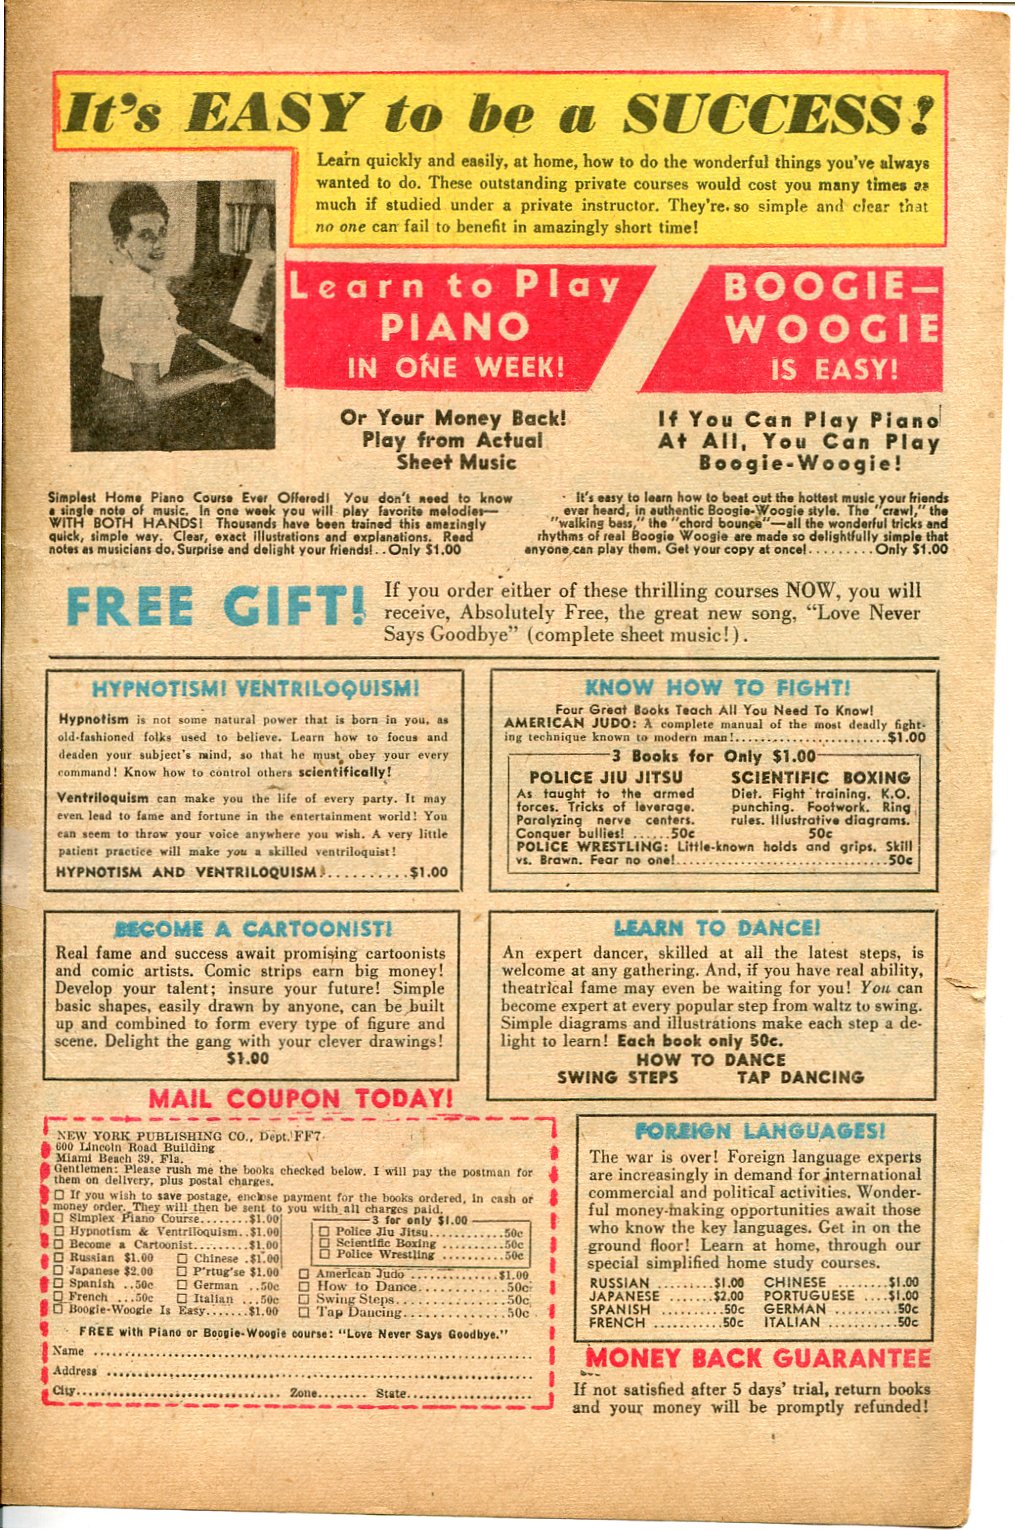 It's EASY to be a SUCCESS!
Learn quickly and easily, at home, how to do the wonderful things you've always
wanted to do. These outstanding private courses would cost you many times as
much if studied under a private instructor. They're so simple and clear that
no one can fail to benefit in amazingly short time!
Learn to Play
PIANO
IN ONE WEEK!
Or Your Money Back!
Play from Actual
Sheet Music
Simplest Home Piano Course Ever Offered! You don't need to know
a single note of music. In one week you will play favorite melodies—
WITH BOTH HANDS! Thousands have been trained this amazingly
quick, simple way. Clear, exact illustrations and explanations. Read
notes as musicians do. Surprise and delight your friends!..Only $1.00
BOOGIE-
WOOGIE
IS EASY!
If You Can Play Piano
At All, You Can Play
Boogie-Woogie!
It's easy to learn how to beat out the hottest music your friends
ever heard, in authentic Boogie-Woogie style. The "crawl," the
"walking bass," the "chord bounce"—all the wonderful tricks and
rhythms of real Boogie Woogie are made so delightfully simple that
anyone can play them. Get your copy at once!.........Only $1.00
FREE GIFT!
If you order either of these thrilling courses NOW, you will
receive, Absolutely Free, the great new song, "Love Never
Says Goodbye" (complete sheet music!).
HYPNOTISM! VENTRILOQUISM!
Hypnotism is not some natural power that is born in you, as
old-fashioned folks used to believe. Learn how to focus and
deaden your subject's mind, so that he must obey your every
command! Know how to control others scientifically!
Ventriloquism can make you the life of every party. It may
even lead to fame and fortune in the entertainment world! You
can seem to throw your voice anywhere you wish. A very little
patient practice will make you a skilled ventriloquist!
HYPNOTISM AND VENTRILOQUISM..........$1.00
KNOW HOW TO FIGHT!
Four Great Books Teach All You Need To Know!
AMERICAN JUDO: A complete manual of the most deadly fight-
ing technique known to modern man!.......................$1.00
3 Books for Only $1.00
POLICE JIU JITSU
As taught to the armed
forces. Tricks of leverage.
Paralyzing nerve centers.
Conquer bullies! ......50c
SCIENTIFIC BOXING
Diet. Fight training. K.O.
punching. Footwork. Ring
rules. Illustrative diagrams.
50c
POLICE WRESTLING: Little-known holds and grips. Skill
vs. Brawn. Fear no one!................................50c
BECOME A CARTOONIST!
Real fame and success await promising cartoonists
and comic artists. Comic strips earn big money!
Develop your talent; insure your future! Simple
basic shapes, easily drawn by anyone, can be built
up and combined to form every type of figure and
scene. Delight the gang with your clever drawings!
$1.00
LEARN TO DANCE!
An expert dancer, skilled at all the latest steps, is
welcome at any gathering. And, if you have real ability,
theatrical fame may even be waiting for you! You can
become expert at every popular step from waltz to swing.
Simple diagrams and illustrations make each step a de-
light to learn! Each book only 50c.
HOW TO DANCE
SWING STEPS TAP DANCING
MAIL COUPON TODAY!
NEW YORK PUBLISHING CO., Dept. FF7
600 Lincoln Road Building
Miami Beach 39, Fla.
Gentlemen: Please rush me the books checked below. I will pay the postman for
them on delivery, plus postal charges.
☐ If you wish to save postage, enclose payment for the books ordered, in cash or
money order. They will then be sent to you with all charges paid.
☐ Simplex Piano Course........$1.00
☐ Hypnotism & Ventriloquism..$1.00
☐ Become a Cartoonist.........$1.00
☐ Russian $1.00 ☐ Chinese .$1.00
☐ Japanese $2.00 ☐ P'rtug'se $1.00
☐ Spanish ..50c ☐ German ..50c
☐ French ....50c ☐ Italian ...50c
☐ Boogie-Woogie Is Easy.......$1.00
3 for only $1.00
☐ Police Jiu Jitsu............50c
☐ Scientific Boxing ..........50c
☐ Police Wrestling ...........50c
☐ American Judo .............$1.00
☐ How to Dance................50c
☐ Swing Steps.................50c
☐ Tap Dancing.................50c
FREE with Piano or Boogie-Woogie course: "Love Never Says Goodbye."
Name ..........................................................
Address .......................................................
City............................ Zone....... State...................
FOREIGN LANGUAGES!
The war is over! Foreign language experts
are increasingly in demand for international
commercial and political activities. Wonder-
ful money-making opportunities await those
who know the key languages. Get in on the
ground floor! Learn at home, through our
special simplified home study courses.
RUSSIAN ........$1.00 CHINESE ........$1.00
JAPANESE .......$2.00 PORTUGUESE ....$1.00
SPANISH ..........50c GERMAN ..........50c
FRENCH ..........50c ITALIAN ..........50c
MONEY BACK GUARANTEE
If not satisfied after 5 days' trial, return books
and your money will be promptly refunded!